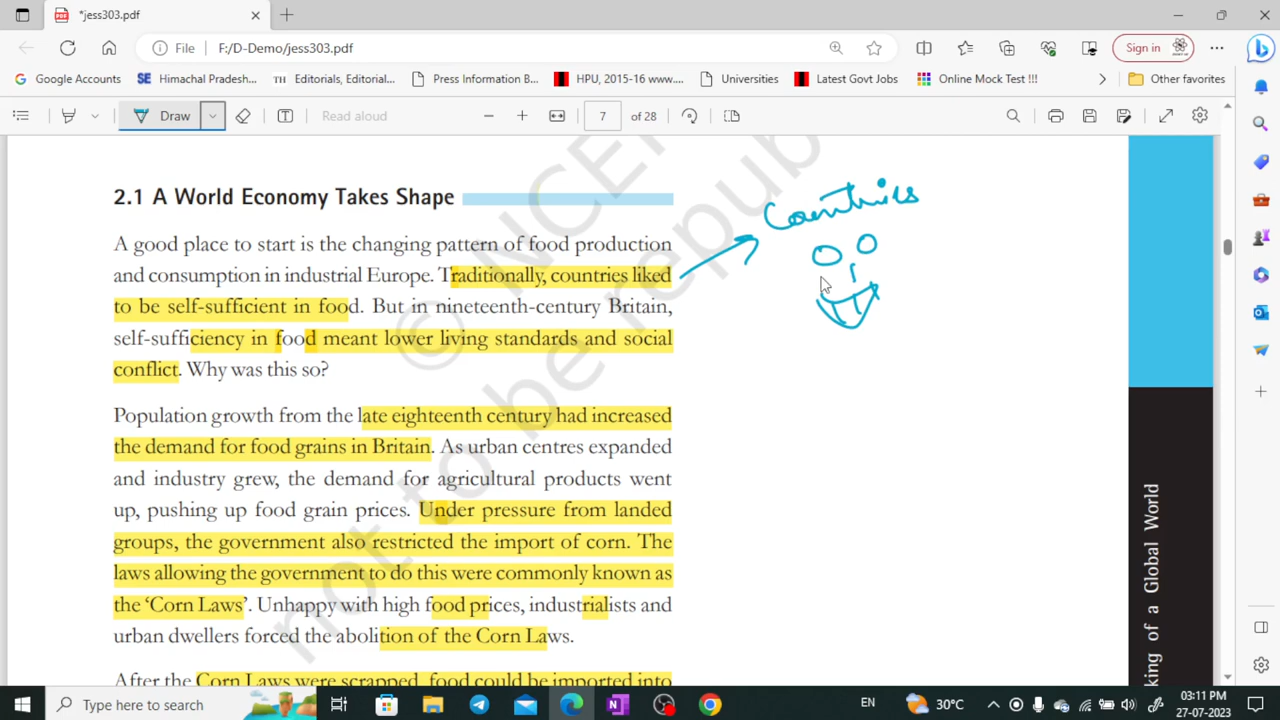 *jess303.pdf
File F:/D-Demo/jess303.pdf Sign in
Google Accounts SE Himachal Pradesh... TH Editorials, Editorial... Press Information B... HPU, 2015-16 www.... Universities Latest Govt Jobs Online Mock Test !!! Other favorites
Draw Read aloud 7 of 28
2.1 A World Economy Takes Shape
A good place to start is the changing pattern of food production
and consumption in industrial Europe. Traditionally, countries liked
to be self-sufficient in food. But in nineteenth-century Britain,
self-sufficiency in food meant lower living standards and social
conflict. Why was this so?
Countries
Population growth from the late eighteenth century had increased
the demand for food grains in Britain. As urban centres expanded
and industry grew, the demand for agricultural products went
up, pushing up food grain prices. Under pressure from landed
groups, the government also restricted the import of corn. The
laws allowing the government to do this were commonly known as
the ‘Corn Laws’. Unhappy with high food prices, industrialists and
urban dwellers forced the abolition of the Corn Laws.
After the Corn Laws were scrapped, food could be imported into
© NCE
not to be repub
king of a Global World
Type here to search
30°C EN 03:11 PM
27-07-2023